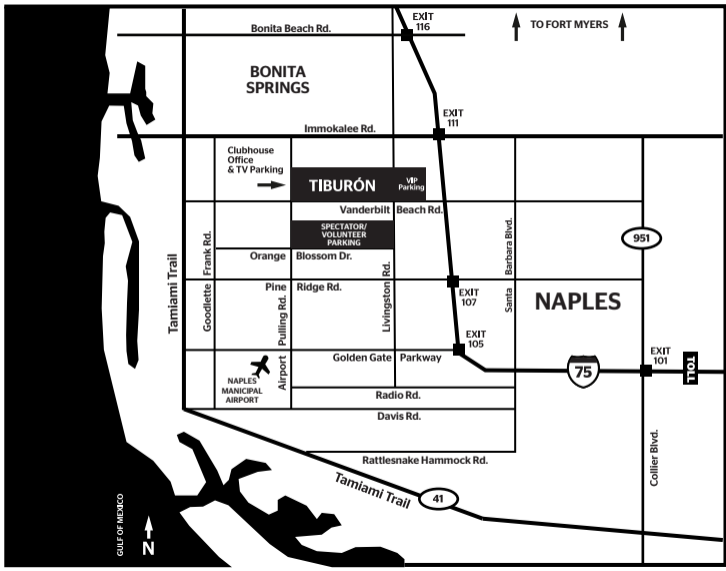 Bonita Beach Rd.
EXIT
116
TO FORT MYERS
BONITA
SPRINGS
EXIT
111
Immokalee Rd.
Clubhouse
Office
& TV Parking
TIBURÓN
VIP
Parking
Vanderbilt Beach Rd.
SPECTATOR/
VOLUNTEER
PARKING
951
Orange Blossom Dr.
Tamiami Trail
Goodlette Frank Rd.
Airport Pulling Rd.
Livingston Rd.
Santa Barbara Blvd.
Pine Ridge Rd.
EXIT
107
NAPLES
EXIT
105
Golden Gate Parkway
EXIT
101
TOLL
75
NAPLES
MANICIPAL
AIRPORT
Radio Rd.
Davis Rd.
Collier Blvd.
Rattlesnake Hammock Rd.
Tamiami Trail
41
GULF OF MEXICO
N